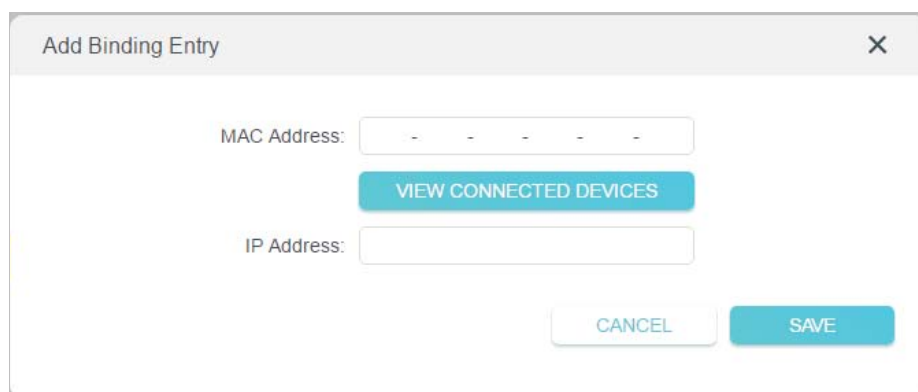 Add Binding Entry ×
MAC Address: - - - - -
VIEW CONNECTED DEVICES
IP Address:
CANCEL SAVE